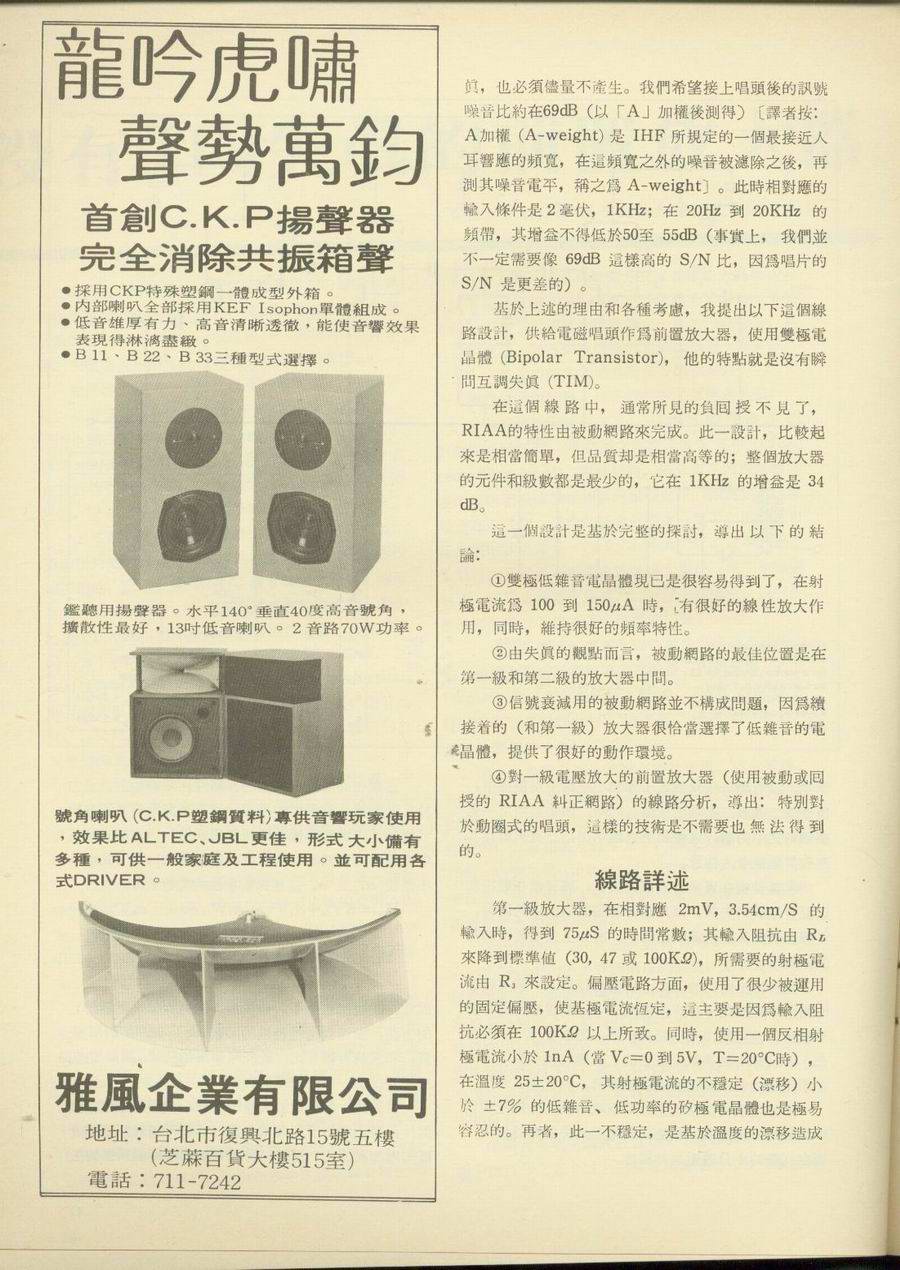 龍吟虎嘯
聲勢萬鈞
首創C.K.P揚聲器
完全消除共振箱聲
●採用CKP特殊塑鋼一體成型外箱。
●內部喇叭全部採用KEF Isophon單體組成。
●低音雄厚有力、高音清晰透徹,能使音響效果
表現得淋漓盡緻。
●B 11、B 22、B 33三種型式選擇。
鑑聽用揚聲器。水平140°垂直40度高音號角,
擴散性最好,13吋低音喇叭。2音路70W功率。
號角喇叭(C.K.P塑鋼質料)專供音響玩家使用
,效果比ALTEC、JBL更佳,形式大小備有
多種,可供一般家庭及工程使用。並可配用各
式DRIVER。
雅風企業有限公司
地址:台北市復興北路15號五樓
(芝蔴百貨大樓515室)
電話:711-7242
眞,也必須儘量不產生。我們希望接上唱頭後的訊號
噪音比約在69dB(以「A」加權後測得)〔譯者按:
A加權(A-weight)是 IHF 所規定的一個最接近人
耳響應的頻寬,在這頻寬之外的噪音被濾除之後,再
測其噪音電平,稱之爲 A-weight〕。此時相對應的
輸入條件是2毫伏,1KHz;在 20Hz 到 20KHz 的
頻帶,其增益不得低於50至 55dB(事實上,我們並
不一定需要像 69dB 這樣高的 S/N 比,因爲唱片的
S/N 是更差的)。
基於上述的理由和各種考慮,我提出以下這個線
路設計,供給電磁唱頭作爲前置放大器,使用雙極電
晶體(Bipolar Transistor),他的特點就是沒有瞬
間互調失眞(TIM)。
在這個線路中,通常所見的負囘授不見了,
RIAA的特性由被動網路來完成。此一設計,比較起
來是相當簡單,但品質却是相當高等的;整個放大器
的元件和級數都是最少的,它在 1KHz 的增益是 34
dB。
這一個設計是基於完整的探討,導出以下的結
論:
①雙極低雜音電晶體現已是很容易得到了,在射
極電流爲 100 到 150μA 時,有很好的線性放大作
用,同時,維持很好的頻率特性。
②由失眞的觀點而言,被動網路的最佳位置是在
第一級和第二級的放大器中間。
③信號衰減用的被動網路並不構成問題,因爲續
接着的(和第一級)放大器很恰當選擇了低雜音的電
晶體,提供了很好的動作環境。
④對一級電壓放大的前置放大器(使用被動或囘
授的 RIAA 糾正網路)的線路分析,導出:特別對
於動圈式的唱頭,這樣的技術是不需要也無法得到
的。
線路詳述
第一級放大器,在相對應 2mV,3.54cm/S 的
輸入時,得到 75μS 的時間常數;其輸入阻抗由 RL
來降到標準値(30, 47 或 100KΩ),所需要的射極電
流由 R 來設定。偏壓電路方面,使用了很少被運用
的固定偏壓,使基極電流恆定,這主要是因爲輸入阻
抗必須在 100KΩ 以上所致。同時,使用一個反相射
極電流小於 1nA(當 Vc=0 到 5V,T=20°C時),
在溫度 25±20°C,其射極電流的不穩定(漂移)小
於 ±7% 的低雜音、低功率的矽極電晶體也是極易
容忍的。再者,此一不穩定,是基於溫度的漂移造成